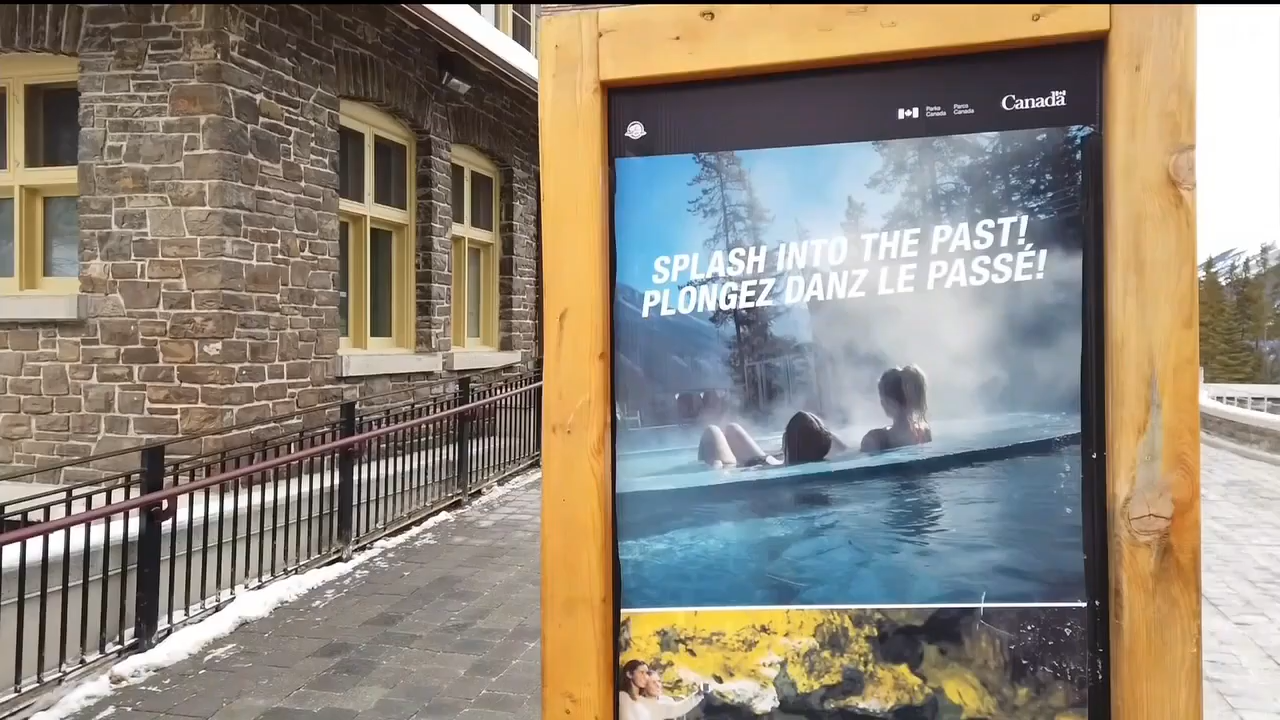 Parks
Canada
Parcs
Canada
Canada
SPLASH INTO THE PAST!
PLONGEZ DANZ LE PASSÉ!